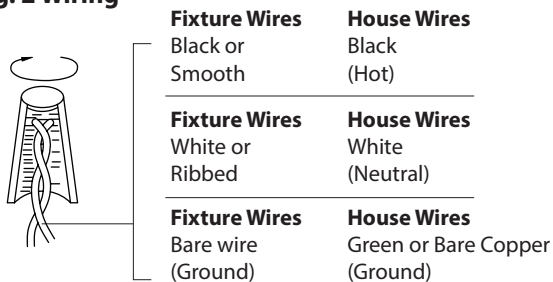 g. 2 Wiring
Fixture Wires House Wires
Black or Black
Smooth (Hot)
Fixture Wires House Wires
White or White
Ribbed (Neutral)
Fixture Wires House Wires
Bare wire Green or Bare Copper
(Ground) (Ground)